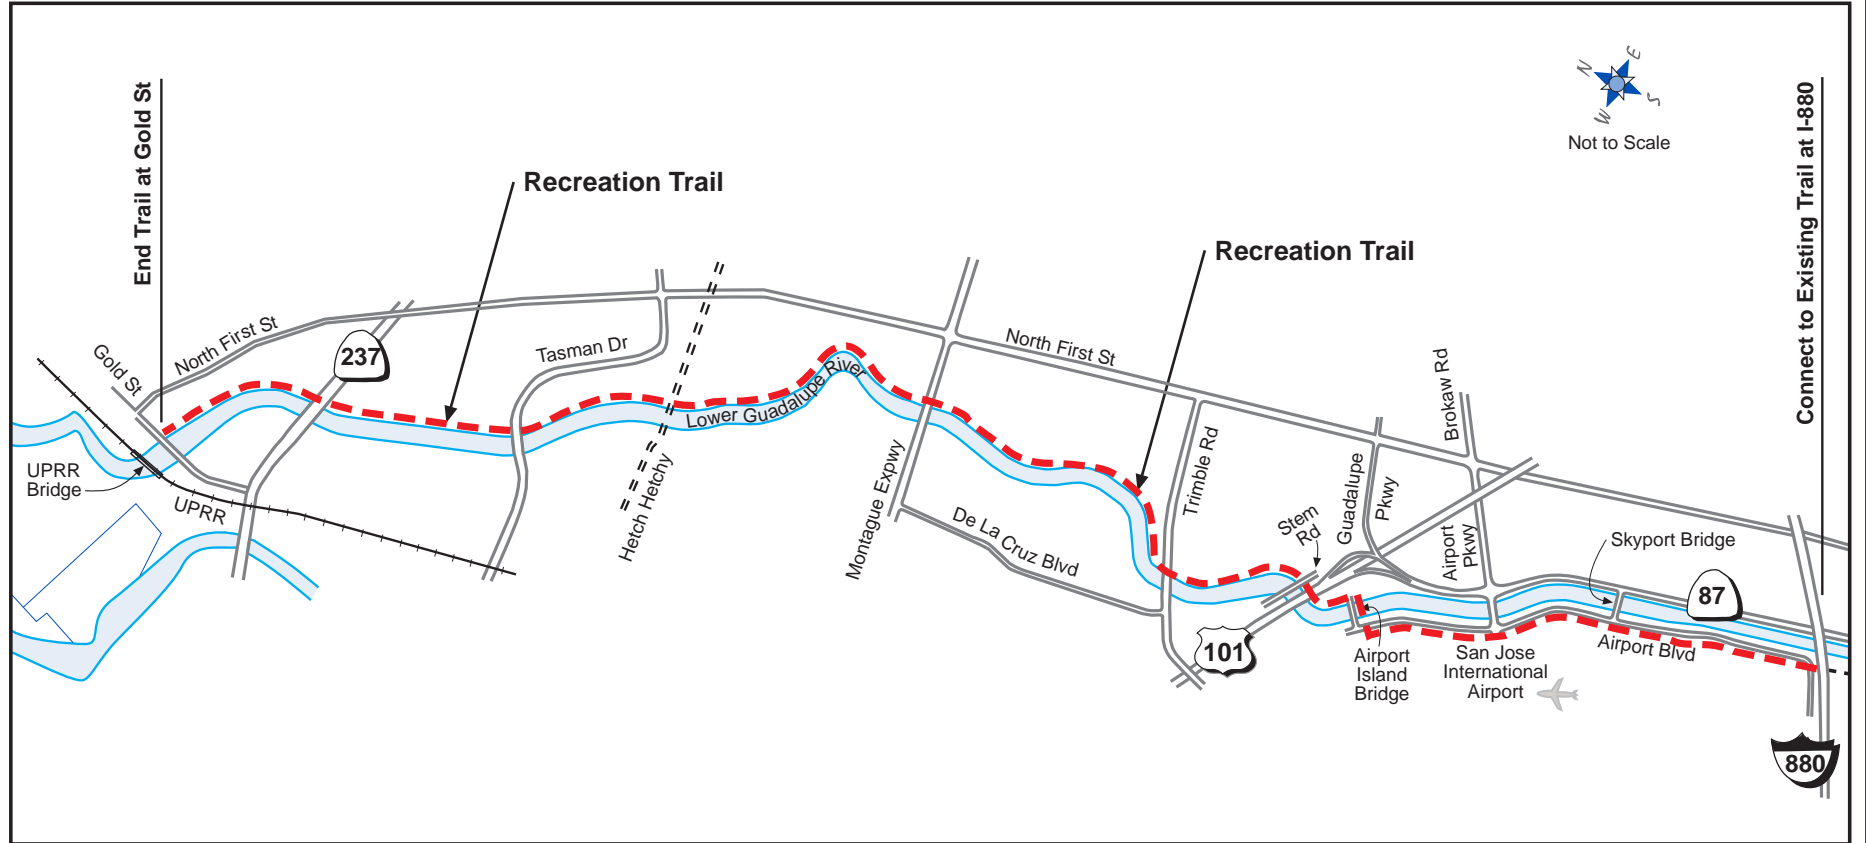 End Trail at Gold St
Recreation Trail
Recreation Trail
N
E
S
W
Not to Scale
Connect to Existing Trail at I-880
Gold St
North First St
237
Tasman Dr
Hetch Hetchy
Lower Guadalupe River
North First St
Montague Expwy
De La Cruz Blvd
Trimble Rd
Stem
Rd
Guadalupe
Pkwy
Brokaw Rd
Airport
Pkwy
Skyport Bridge
87
UPRR
Bridge
UPRR
101
Airport
Island
Bridge
San Jose
International
Airport
Airport Blvd
880